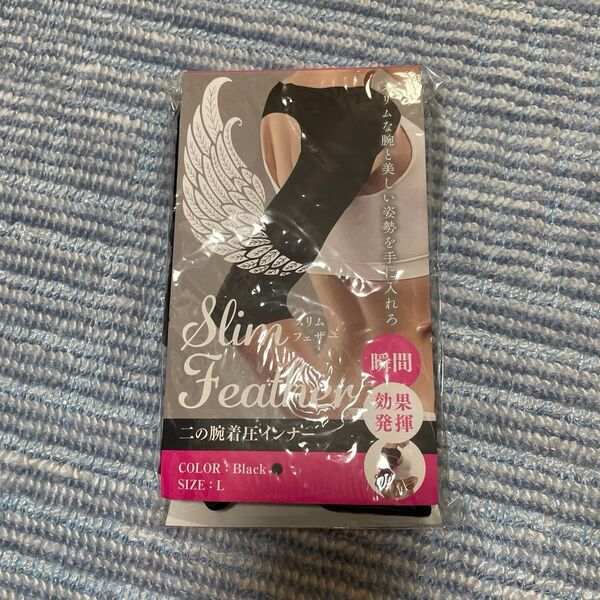 スリムな腕と美しい姿勢を手に入れろ
Slim
スリム
Feather
フェザー
瞬間
効果
発揮
二の腕着圧インナー
COLOR : Black
SIZE : L